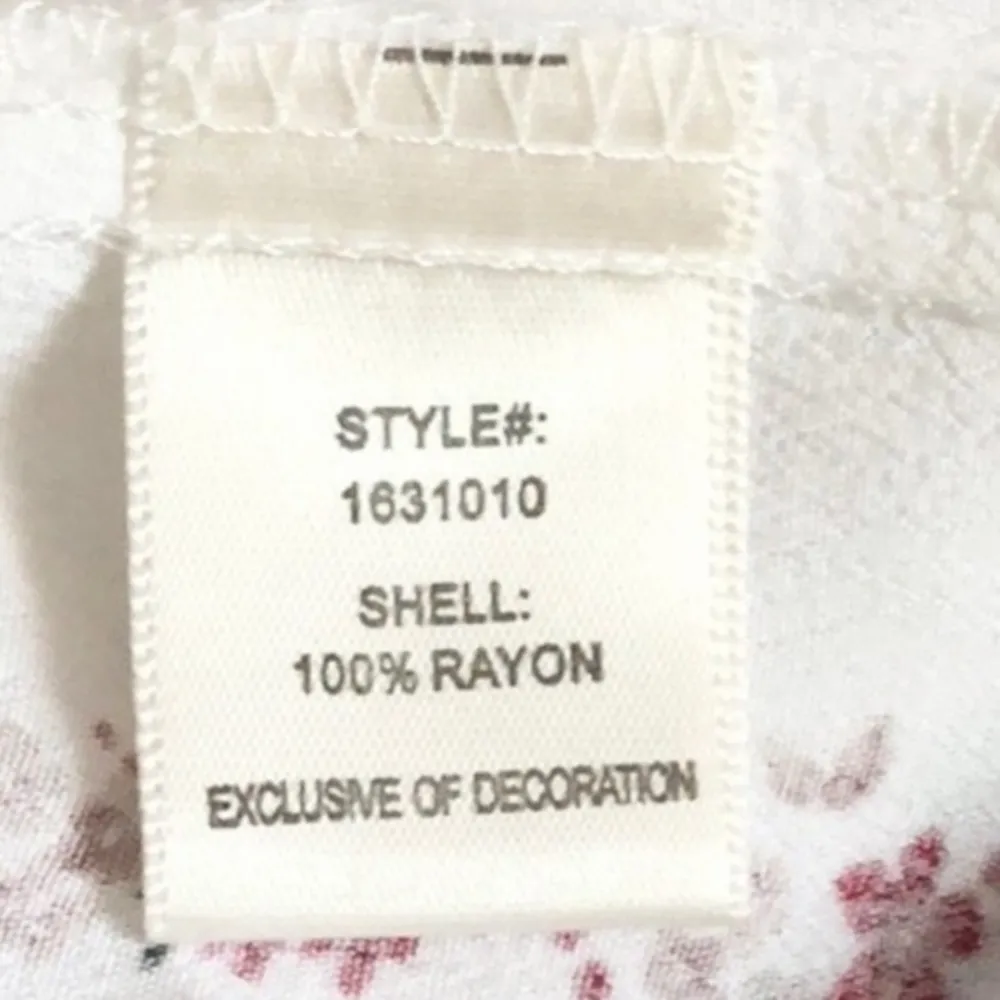 STYLE#:
1631010
SHELL:
100% RAYON
EXCLUSIVE OF DECORATION